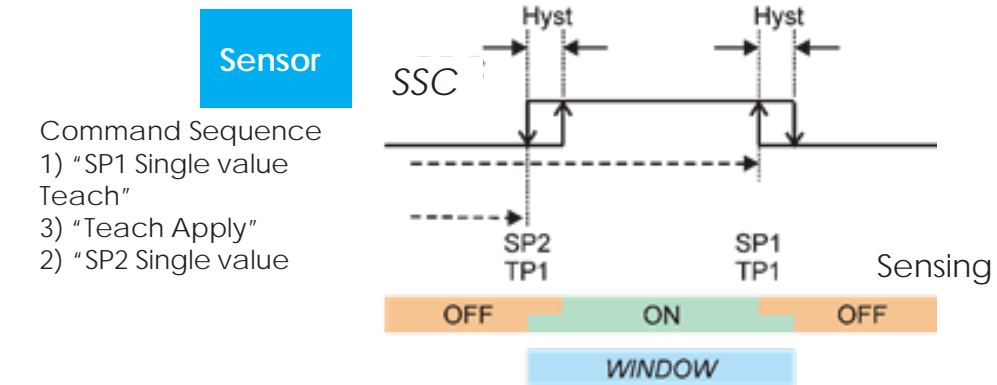 Hyst
Hyst
Sensor
SSC
Command Sequence
1) “SP1 Single value
Teach”
3) “Teach Apply”
2) “SP2 Single value
SP2
TP1
SP1
TP1
Sensing
OFF
ON
OFF
WINDOW